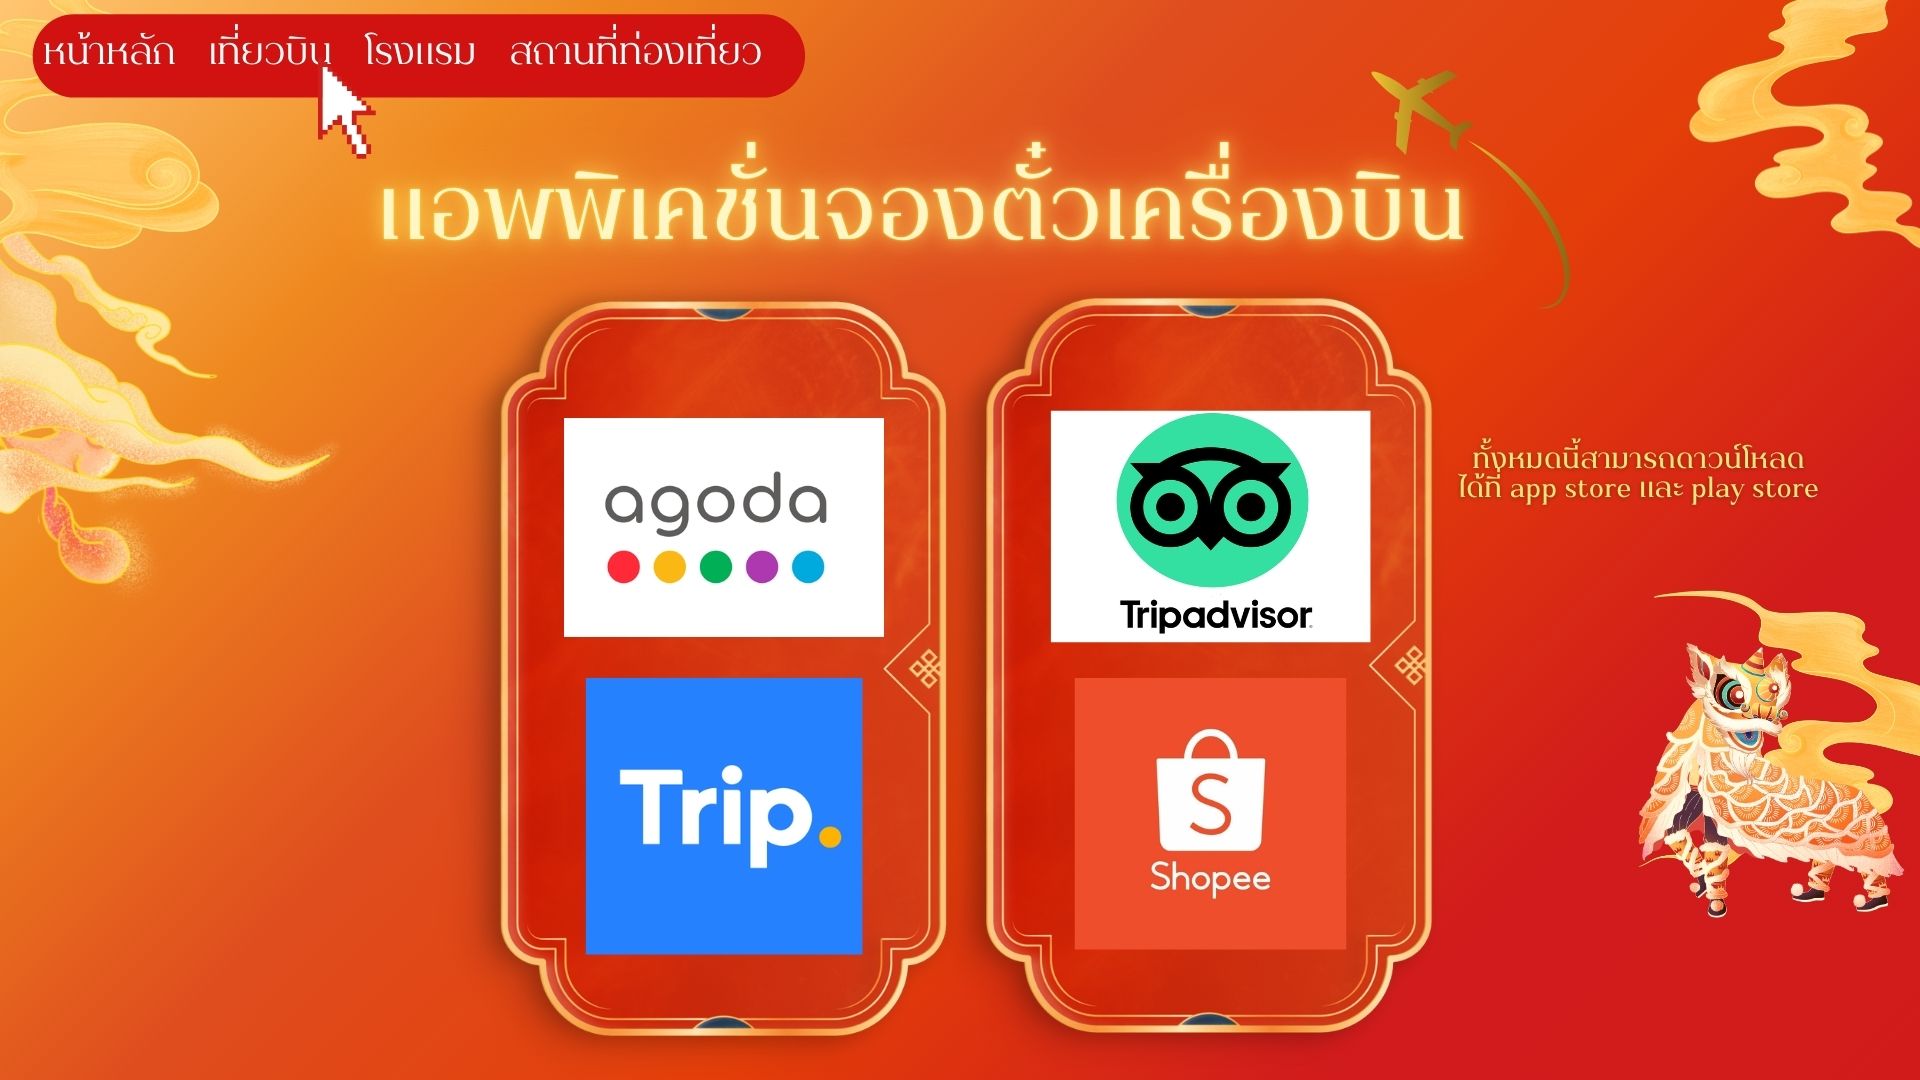 หน้าหลัก เที่ยวบิน โรงแรม สถานที่ท่องเที่ยว
แอพพิเคชั่นจองตั๋วเครื่องบิน
agoda
Tripadvisor
Trip.
S
Shopee
ทั้งหมดนี้สามารถดาวน์โหลด
ได้ที่ app store และ play store